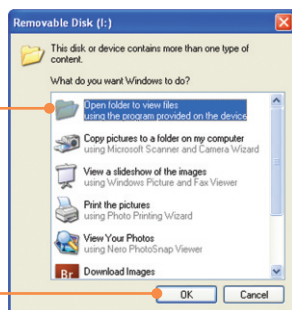 Removable Disk (I:)
This disk or device contains more than one type of
content.
What do you want Windows to do?
Open folder to view files
using the program provided on the device
Copy pictures to a folder on my computer
using Microsoft Scanner and Camera Wizard
View a slideshow of the images
using Windows Picture and Fax Viewer
Print the pictures
using Photo Printing Wizard
View Your Photos
using Nero PhotoSnap Viewer
Br Download Images
OK Cancel